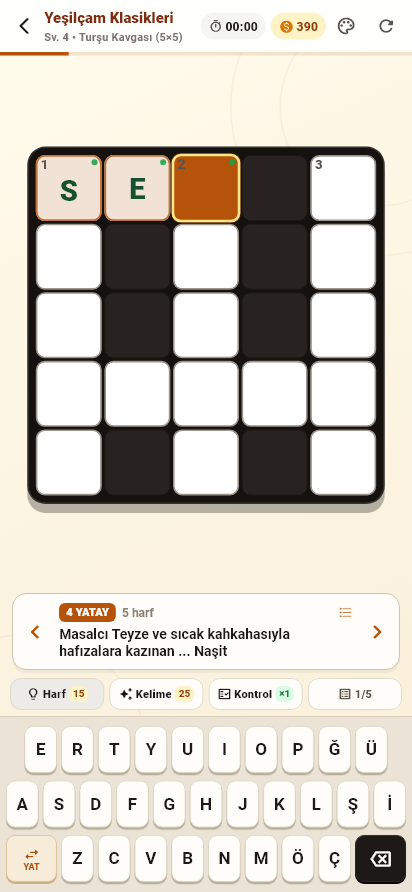 Yeşilçam Klasikleri
Sv. 4 • Turşu Kavgası (5×5)
00:00
$ 390
1 2 3
S E
4 YATAY 5 harf
Masalcı Teyze ve sıcak kahkahasıyla
hafızalara kazınan ... Naşit
Harf 15 Kelime 25 Kontrol ×1 1/5
E R T Y U I O P Ğ Ü
A S D F G H J K L Ş İ
YAT Z C V B N M Ö Ç